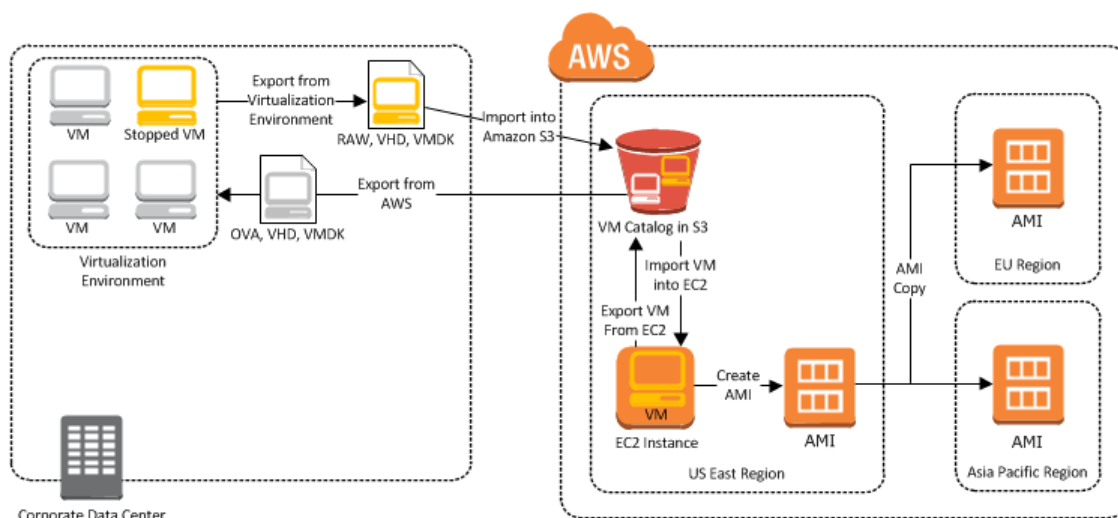 AWS
VM
Stopped VM
Export from
Virtualization
Environment
RAW, VHD, VMDK
Import into
Amazon S3
VM
VM
OVA, VHD, VMDK
Export from
AWS
Virtualization
Environment
Corporate Data Center
VM Catalog in S3
Import VM
into EC2
Export VM
From EC2
VM
EC2 Instance
Create
AMI
AMI
US East Region
AMI
Copy
AMI
EU Region
AMI
Asia Pacific Region